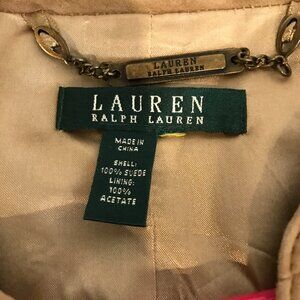 LAUREN
RALPH LAUREN
LAUREN
RALPH LAUREN
MADE IN
CHINA
SHELL:
100% SUEDE
LINING:
100%
ACETATE